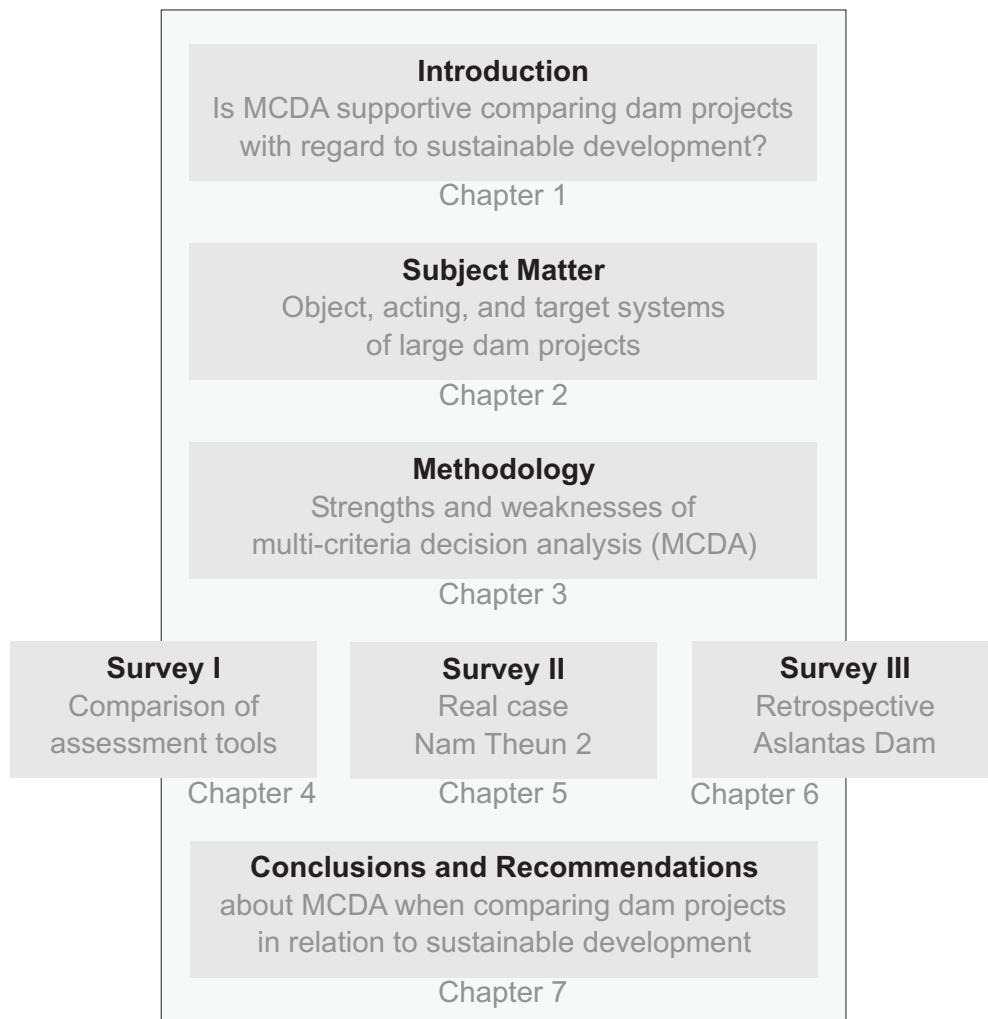 Introduction
Is MCDA supportive comparing dam projects
with regard to sustainable development?
Chapter 1
Subject Matter
Object, acting, and target systems
of large dam projects
Chapter 2
Methodology
Strengths and weaknesses of
multi-criteria decision analysis (MCDA)
Chapter 3
Survey I
Comparison of
assessment tools
Chapter 4
Survey II
Real case
Nam Theun 2
Chapter 5
Survey III
Retrospective
Aslantas Dam
Chapter 6
Conclusions and Recommendations
about MCDA when comparing dam projects
in relation to sustainable development
Chapter 7